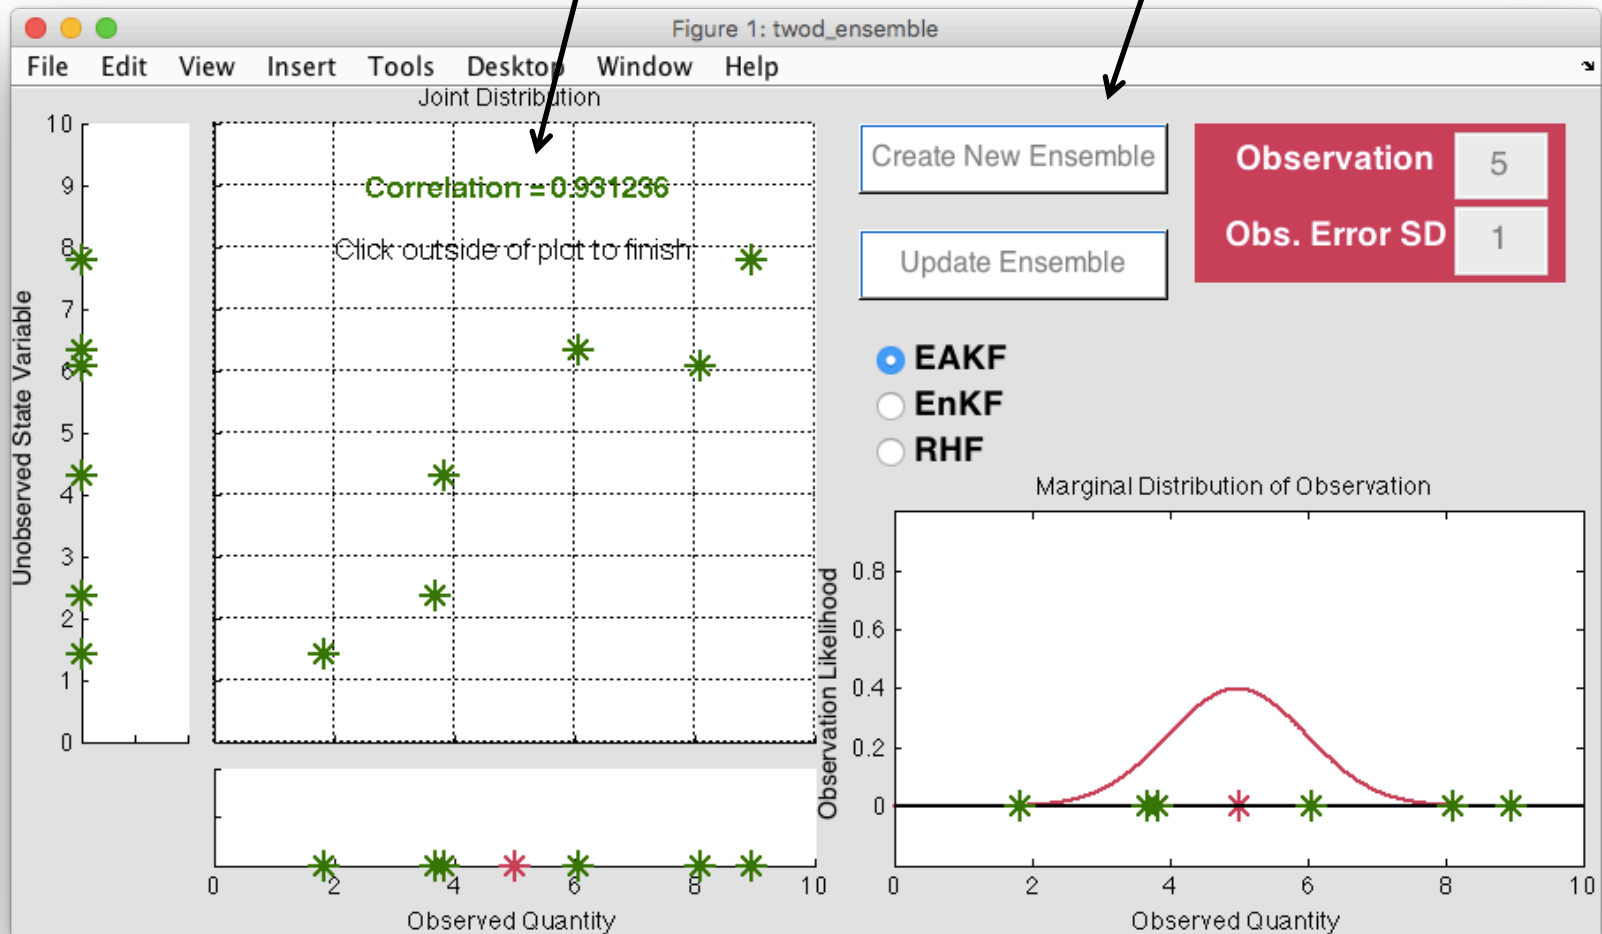 Figure 1: twod_ensemble
File Edit View Insert Tools Desktop Window Help
Joint Distribution
Correlation = 0.931236
Click outside of plot to finish
Unobserved State Variable
10
9
8
7
6
5
4
3
2
1
0
Create New Ensemble
Update Ensemble
Observation 5
Obs. Error SD 1
EAKF
EnKF
RHF
Marginal Distribution of Observation
Observation Likelihood
0.8
0.6
0.4
0.2
0
0 2 4 6 8 10
Observed Quantity
0 2 4 6 8 10
Observed Quantity